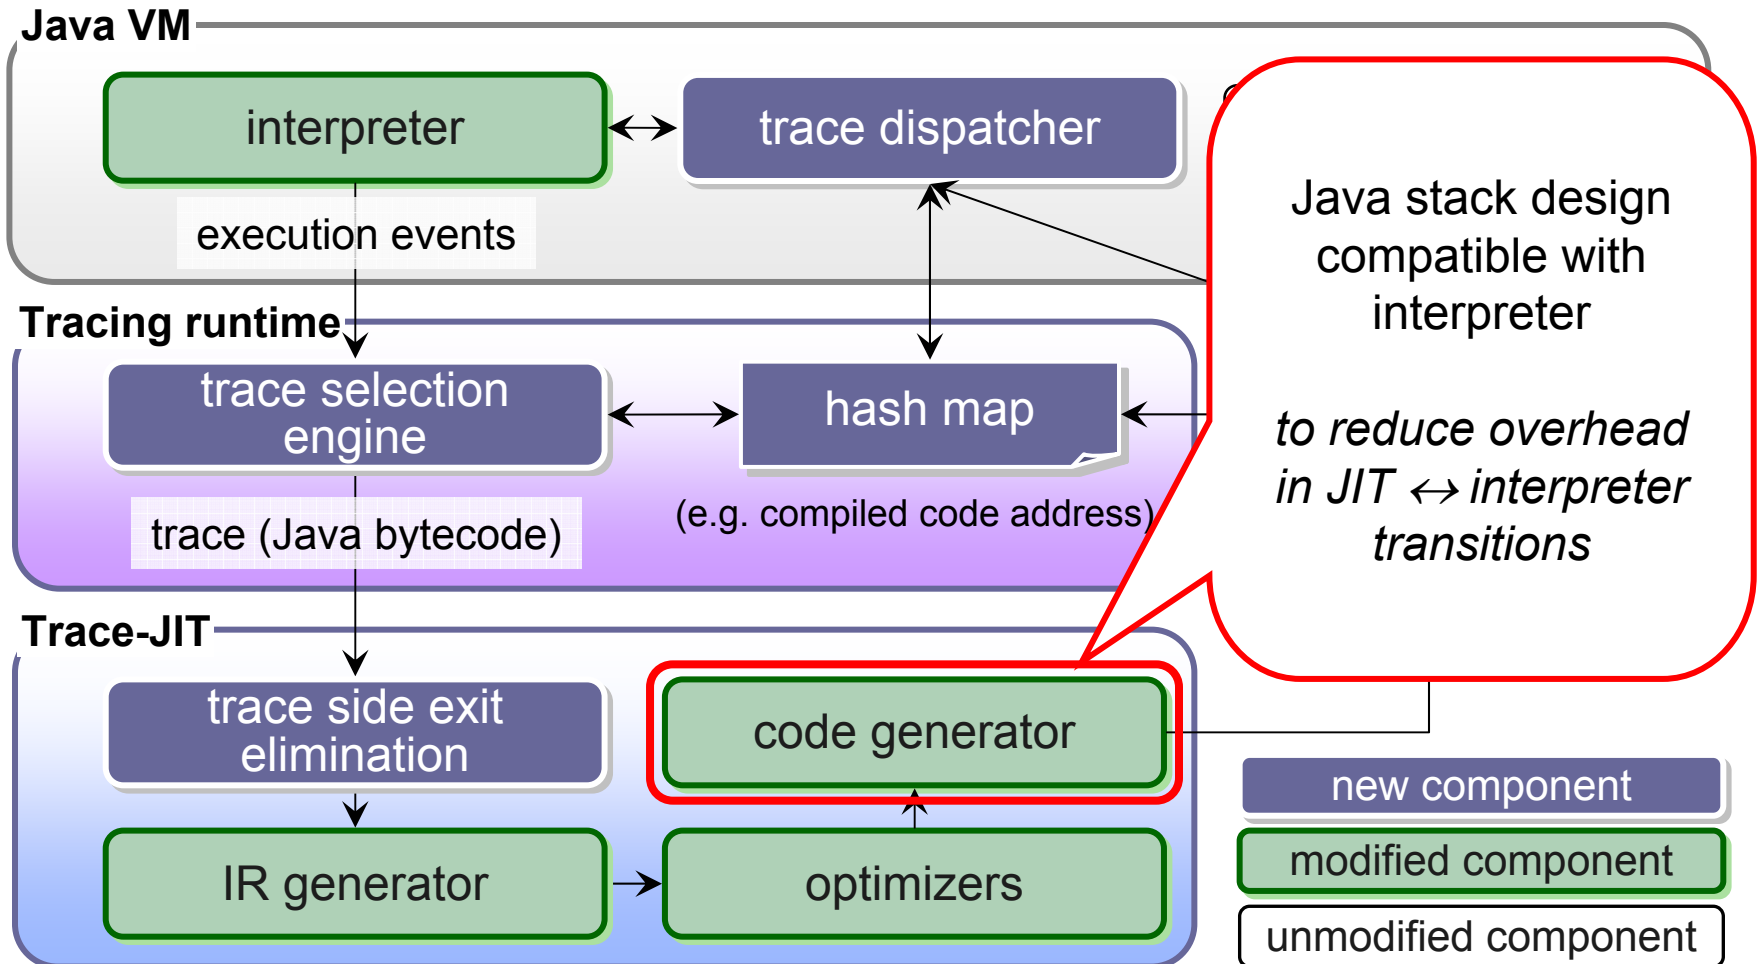 Java VM
interpreter
trace dispatcher
execution events
Java stack design
compatible with
interpreter
to reduce overhead
in JIT ↔ interpreter
transitions
Tracing runtime
trace selection
engine
hash map
(e.g. compiled code address)
trace (Java bytecode)
Trace-JIT
trace side exit
elimination
code generator
IR generator
optimizers
new component
modified component
unmodified component